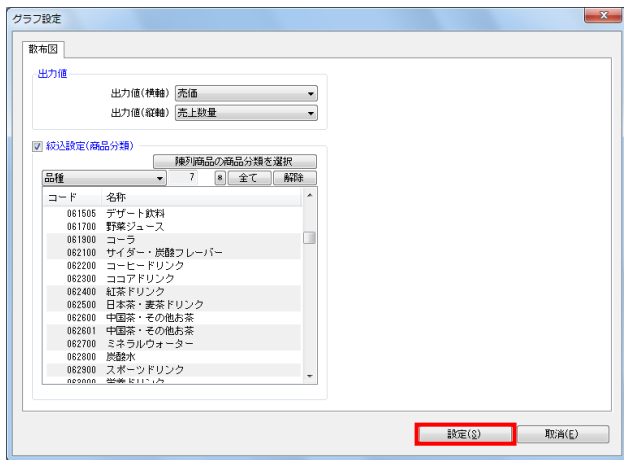 グラフ設定
散布図
出力値
出力値(横軸) 売価
出力値(縦軸) 売上数量
絞込設定(商品分類)
陳列商品の商品分類を選択
品種 7 8 全て 解除
コード 名称
061505 デザート飲料
061700 野菜ジュース
061900 コーラ
062100 サイダー・炭酸フレーバー
062200 コーヒードリンク
062300 ココアドリンク
062400 紅茶ドリンク
062500 日本茶・麦茶ドリンク
062600 中国茶・その他お茶
062601 中国茶・その他お茶
062700 ミネラルウォーター
062800 炭酸水
062900 スポーツドリンク
設定(S) 取消(E)